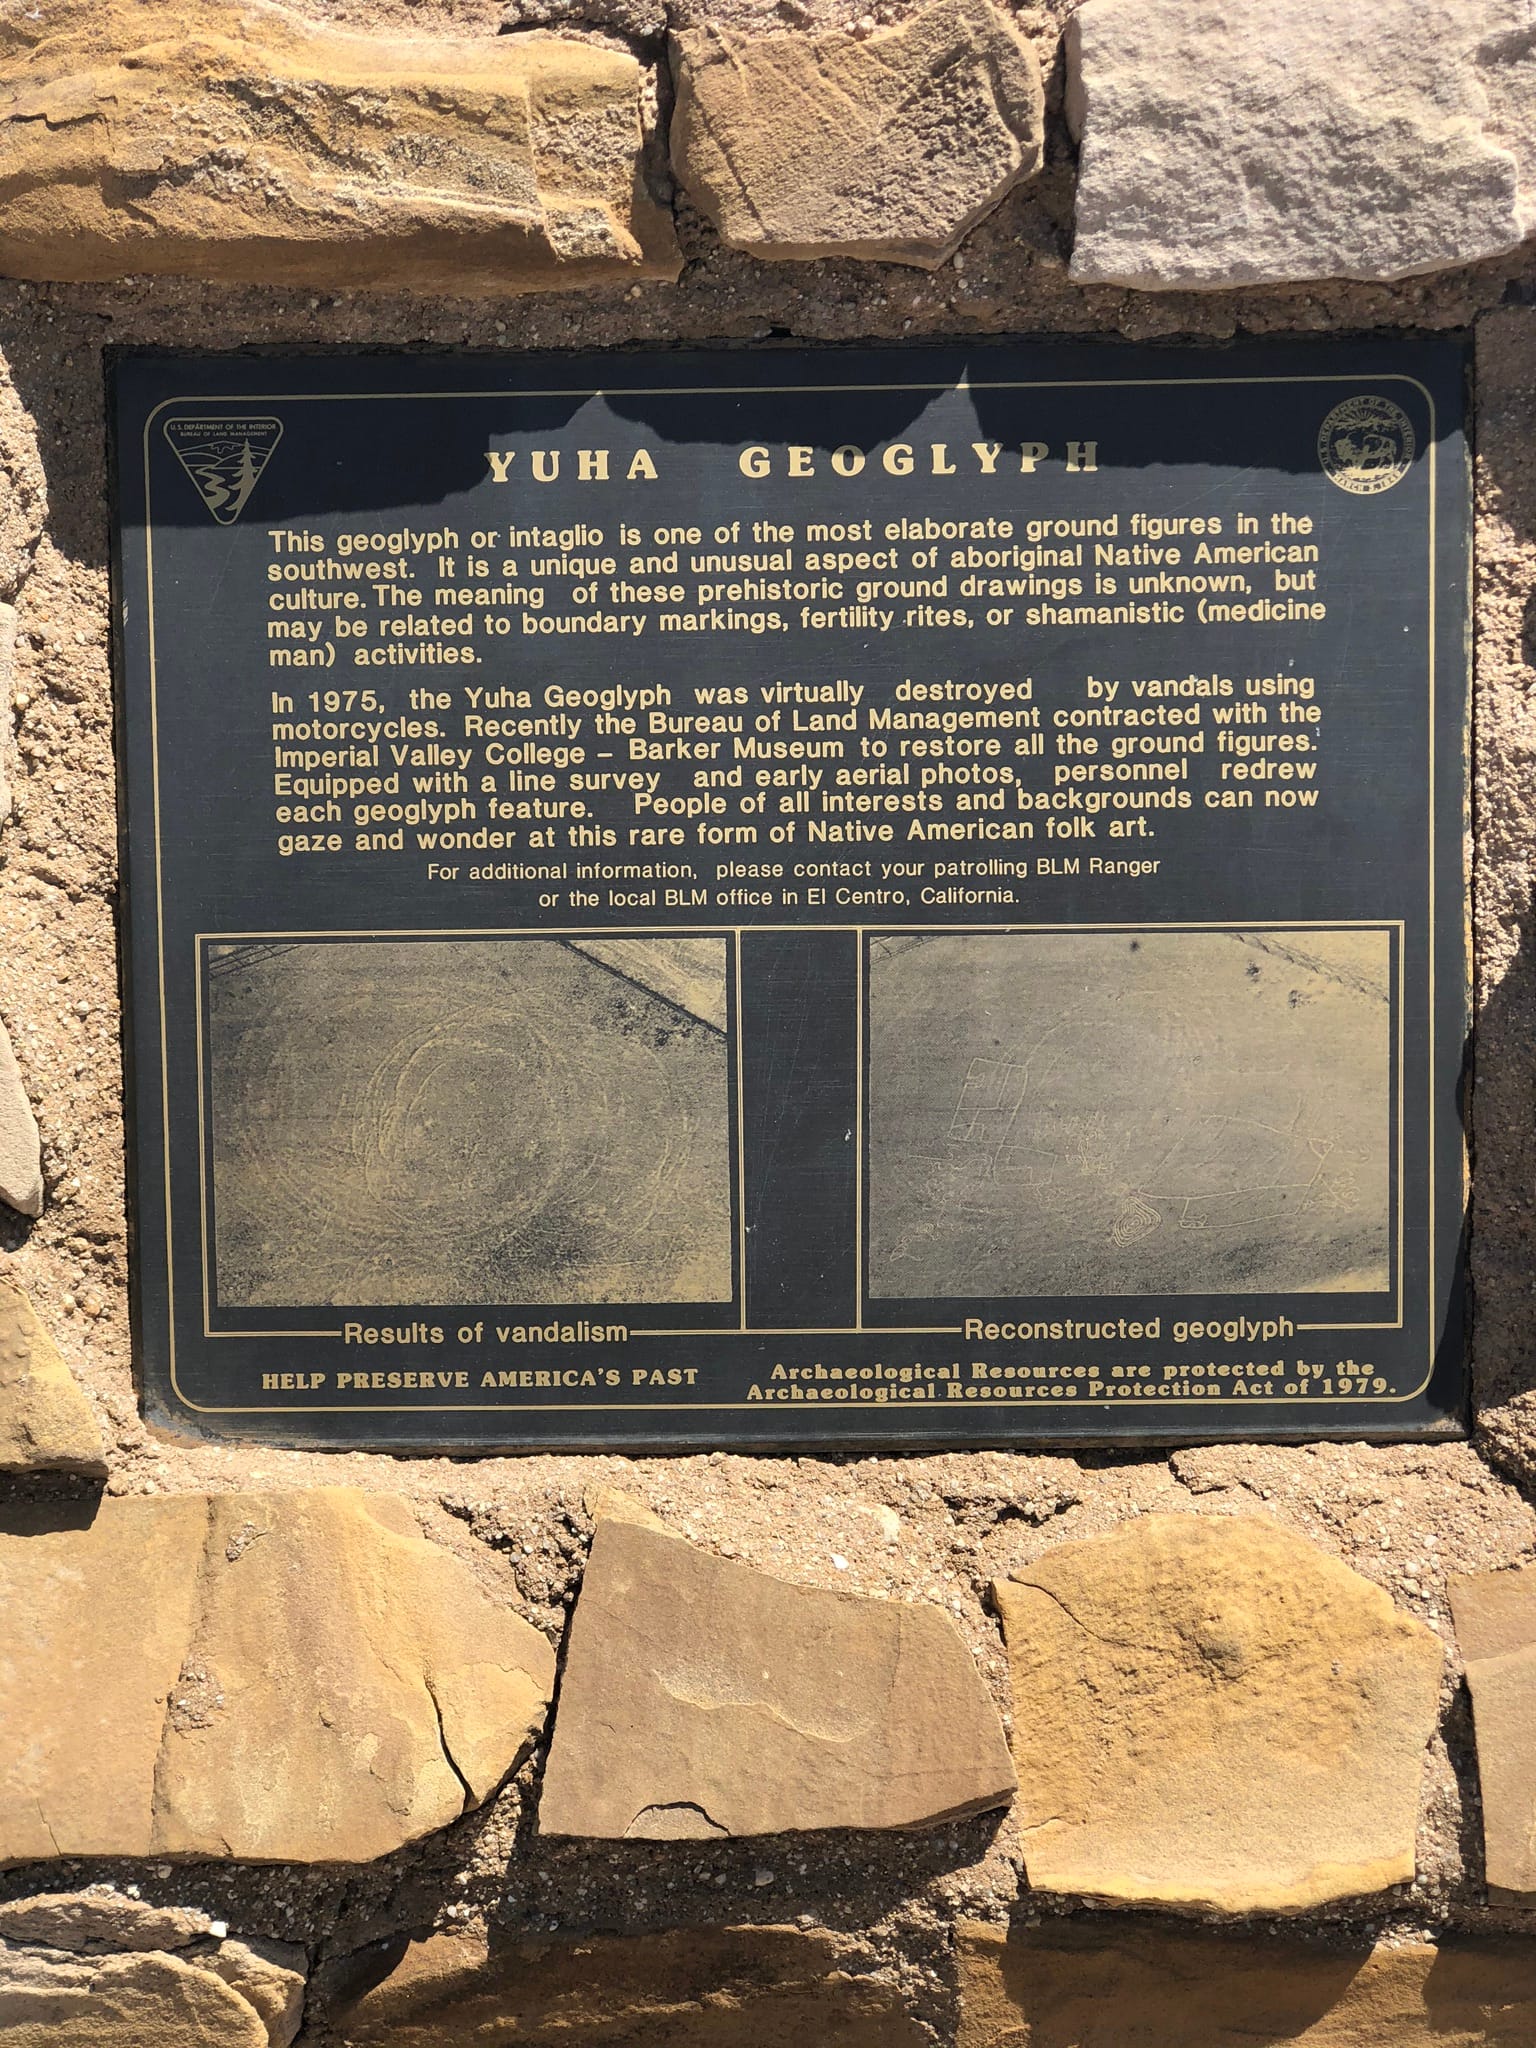 U.S. DEPARTMENT OF THE INTERIOR
BUREAU OF LAND MANAGEMENT
YUHA GEOGLYPH
This geoglyph or intaglio is one of the most elaborate ground figures in the
southwest. It is a unique and unusual aspect of aboriginal Native American
culture. The meaning of these prehistoric ground drawings is unknown, but
may be related to boundary markings, fertility rites, or shamanistic (medicine
man) activities.
In 1975, the Yuha Geoglyph was virtually destroyed by vandals using
motorcycles. Recently the Bureau of Land Management contracted with the
Imperial Valley College – Barker Museum to restore all the ground figures.
Equipped with a line survey and early aerial photos, personnel redrew
each geoglyph feature. People of all interests and backgrounds can now
gaze and wonder at this rare form of Native American folk art.
For additional information, please contact your patrolling BLM Ranger
or the local BLM office in El Centro, California.
Results of vandalism
Reconstructed geoglyph
HELP PRESERVE AMERICA'S PAST
Archaeological Resources are protected by the
Archaeological Resources Protection Act of 1979.